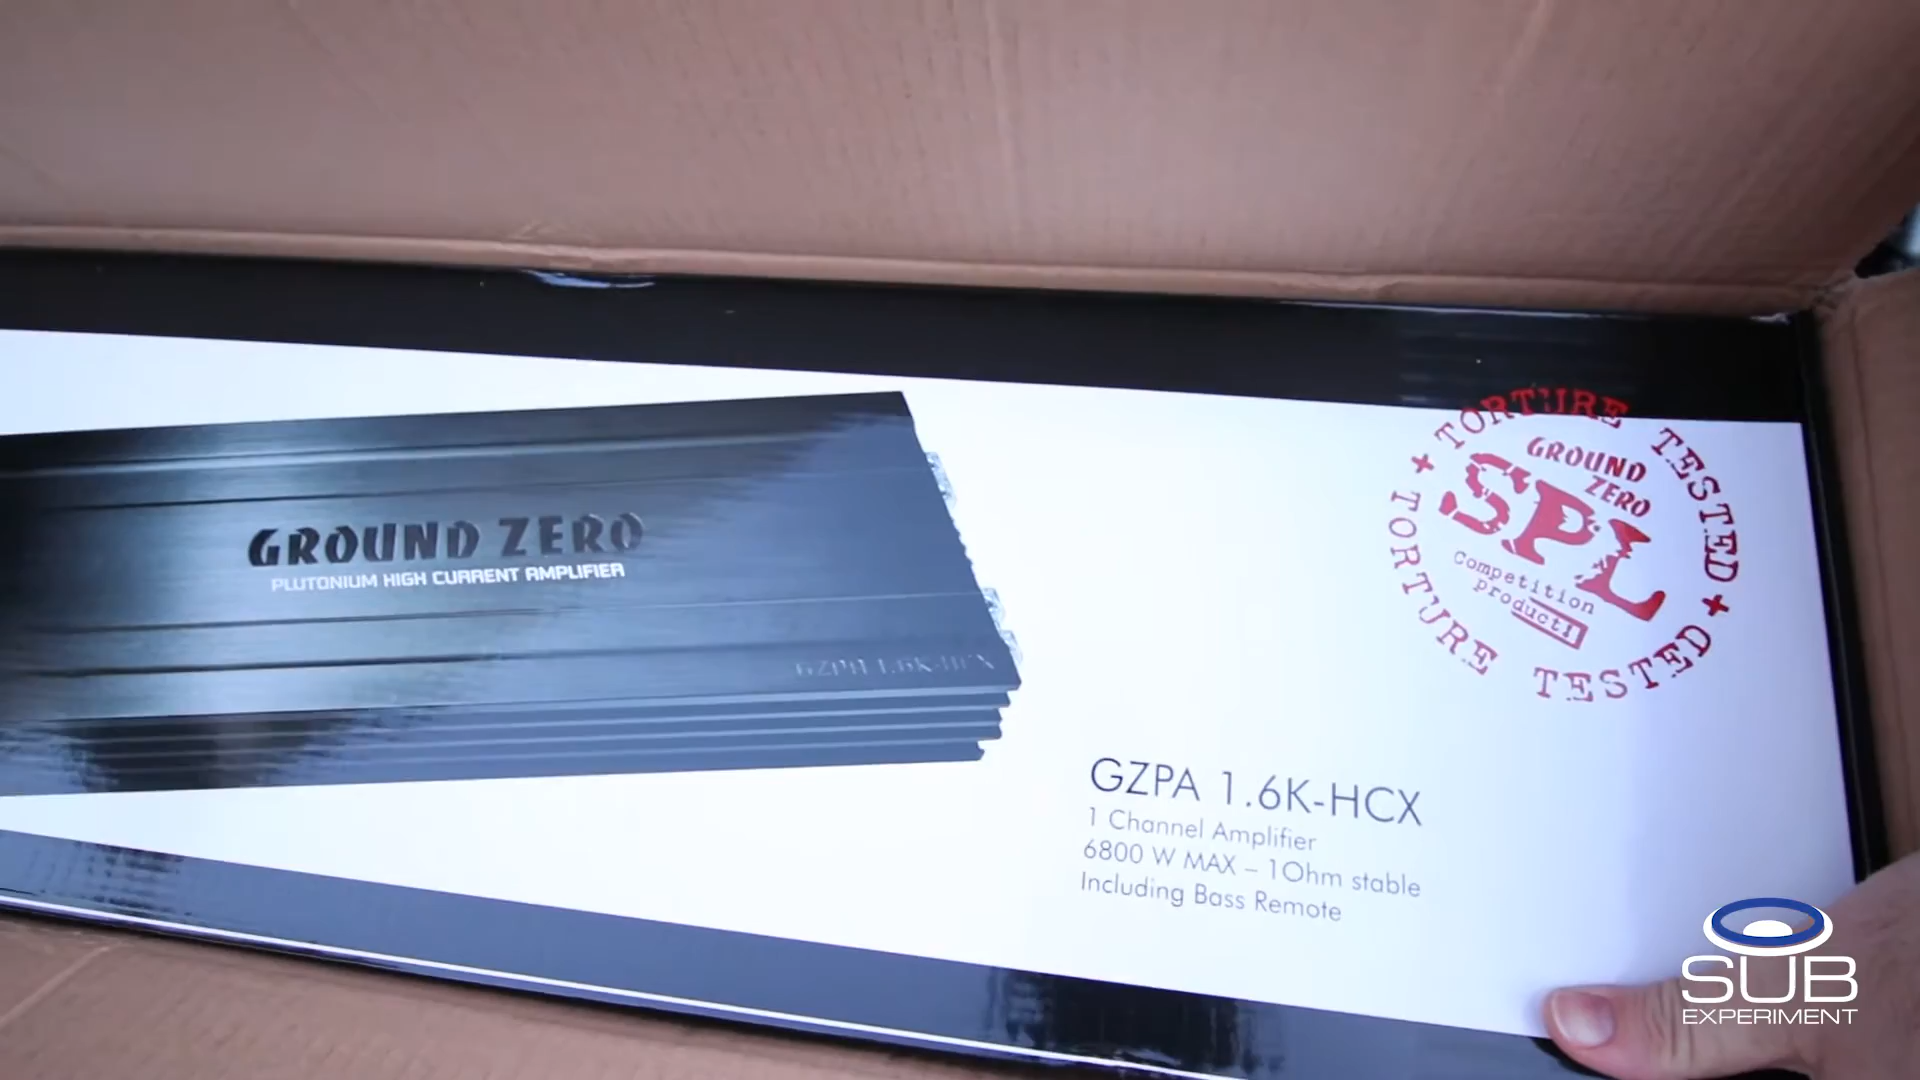 GROUND ZERO
PLUTONIUM HIGH CURRENT AMPLIFIER
GZPA 1.6K-HCX
TORTURE TESTED
TORTURE TESTED
GROUND
ZERO
SPL
Competition
product!
GZPA 1.6K-HCX
1 Channel Amplifier
6800 W MAX – 1Ohm stable
Including Bass Remote
SUB
EXPERIMENT